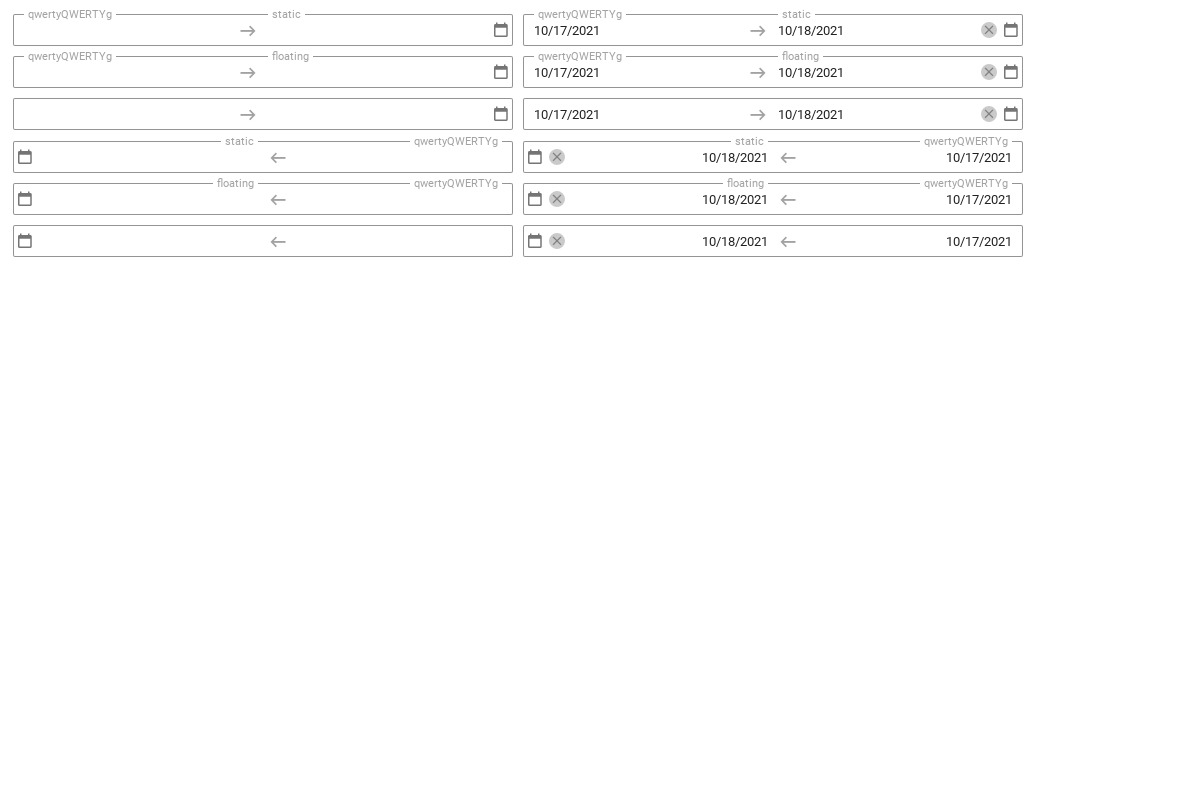 qwertyQWERTYg static qwertyQWERTYg static
10/17/2021 10/18/2021
qwertyQWERTYg floating qwertyQWERTYg floating
10/17/2021 10/18/2021
10/17/2021 10/18/2021
static qwertyQWERTYg static qwertyQWERTYg
10/18/2021 10/17/2021
floating qwertyQWERTYg floating qwertyQWERTYg
10/18/2021 10/17/2021
10/18/2021 10/17/2021